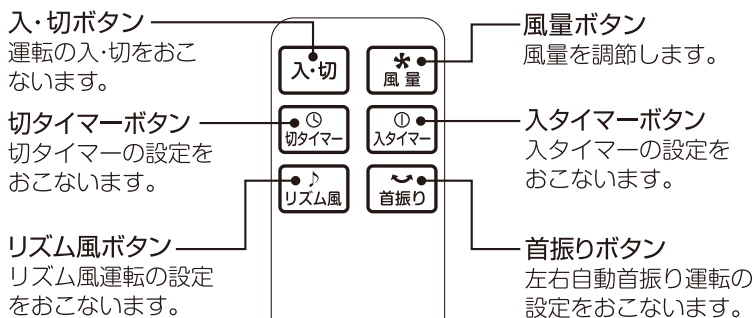 入・切ボタン
運転の入・切をおこ
ないます。
切タイマーボタン
切タイマーの設定を
おこないます。
リズム風ボタン
リズム風運転の設定
をおこないます。
入・切
風量
切タイマー
入タイマー
リズム風
首振り
風量ボタン
風量を調節します。
入タイマーボタン
入タイマーの設定を
おこないます。
首振りボタン
左右自動首振り運転の
設定をおこないます。